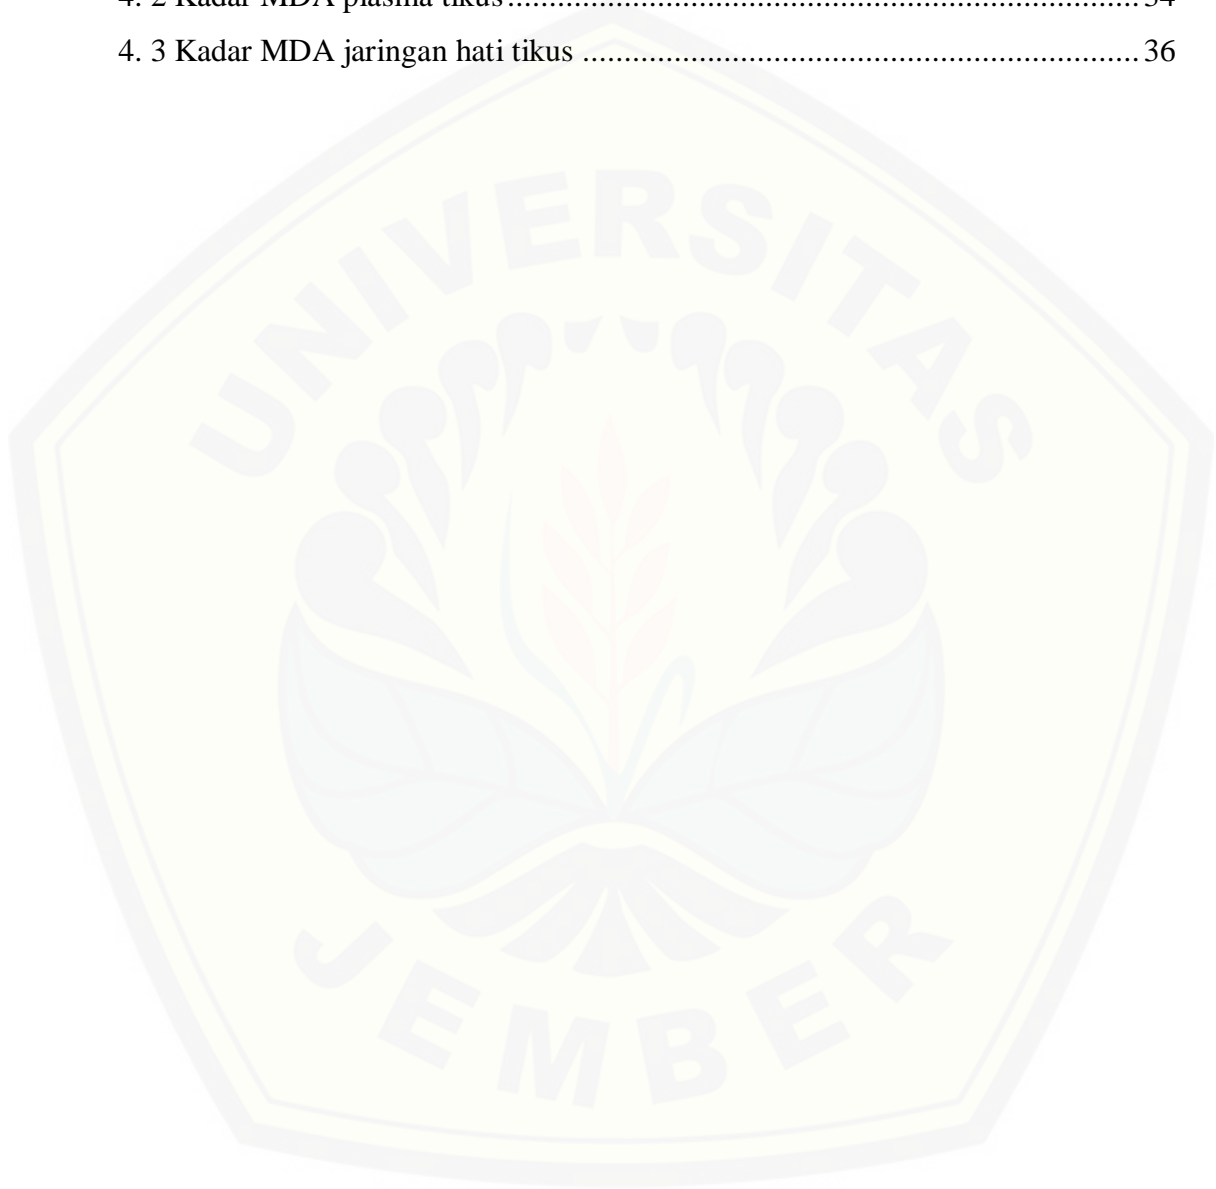 4. 2 Kadar MDA plasma tikus............................................................................34
4. 3 Kadar MDA jaringan hati tikus ...................................................................36
UNIVERSITAS
JEMBER